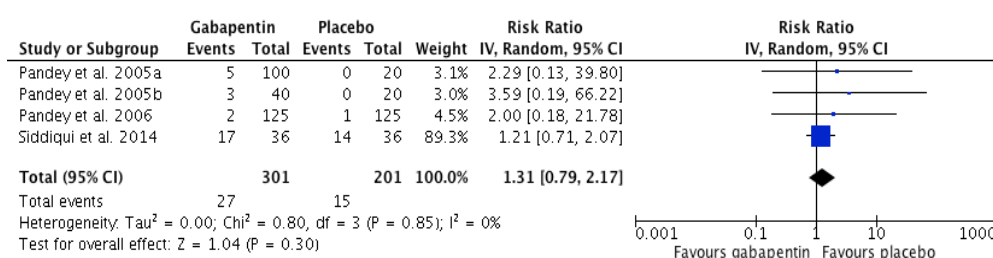 Gabapentin Placebo Risk Ratio Risk Ratio
Study or Subgroup Events Total Events Total Weight IV, Random, 95% CI IV, Random, 95% CI
Pandey et al. 2005a 5 100 0 20 3.1% 2.29 [0.13, 39.80]
Pandey et al. 2005b 3 40 0 20 3.0% 3.59 [0.19, 66.22]
Pandey et al. 2006 2 125 1 125 4.5% 2.00 [0.18, 21.78]
Siddiqui et al. 2014 17 36 14 36 89.3% 1.21 [0.71, 2.07]
Total (95% CI) 301 201 100.0% 1.31 [0.79, 2.17]
Total events 27 15
Heterogeneity: Tau² = 0.00; Chi² = 0.80, df = 3 (P = 0.85); I² = 0%
Test for overall effect: Z = 1.04 (P = 0.30)
0.001 0.1 1 10 1000
Favours gabapentin Favours placebo